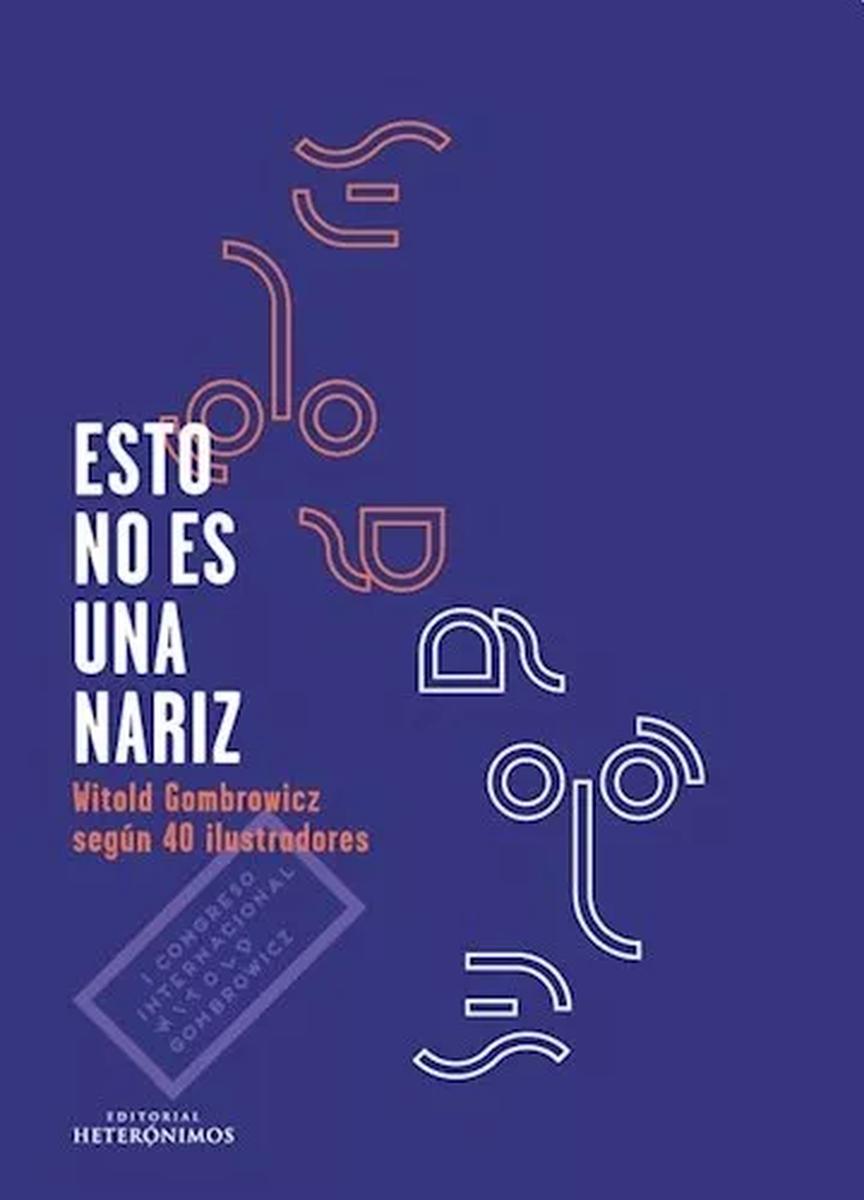 ESTO
NO ES
UNA
NARIZ
Witold Gombrowicz
según 40 ilustradores
I CONGRESO
INTERNACIONAL
WITOLD
GOMBROWICZ
EDITORIAL
HETERÓNIMOS